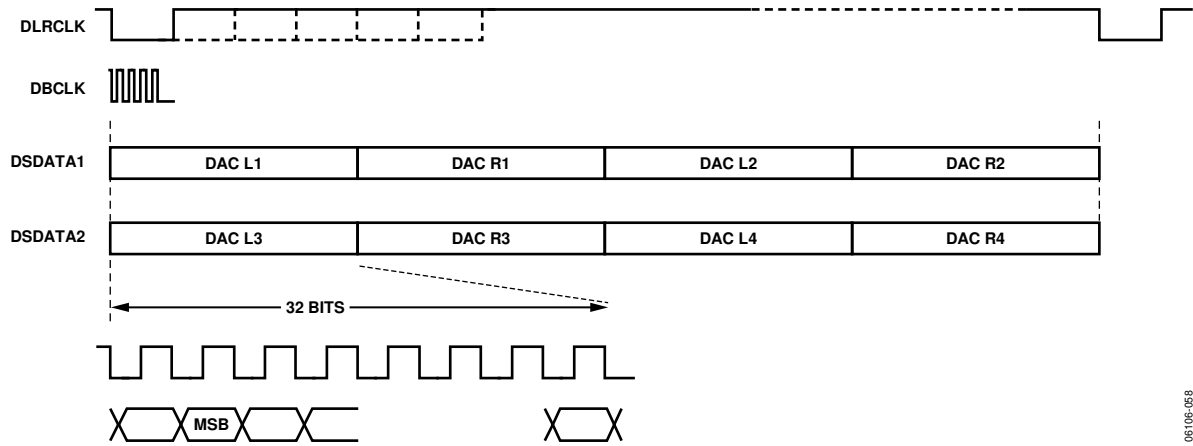 DLRCLK
DBCLK
DSDATA1 DAC L1 DAC R1 DAC L2 DAC R2
DSDATA2 DAC L3 DAC R3 DAC L4 DAC R4
32 BITS
MSB
06106-058